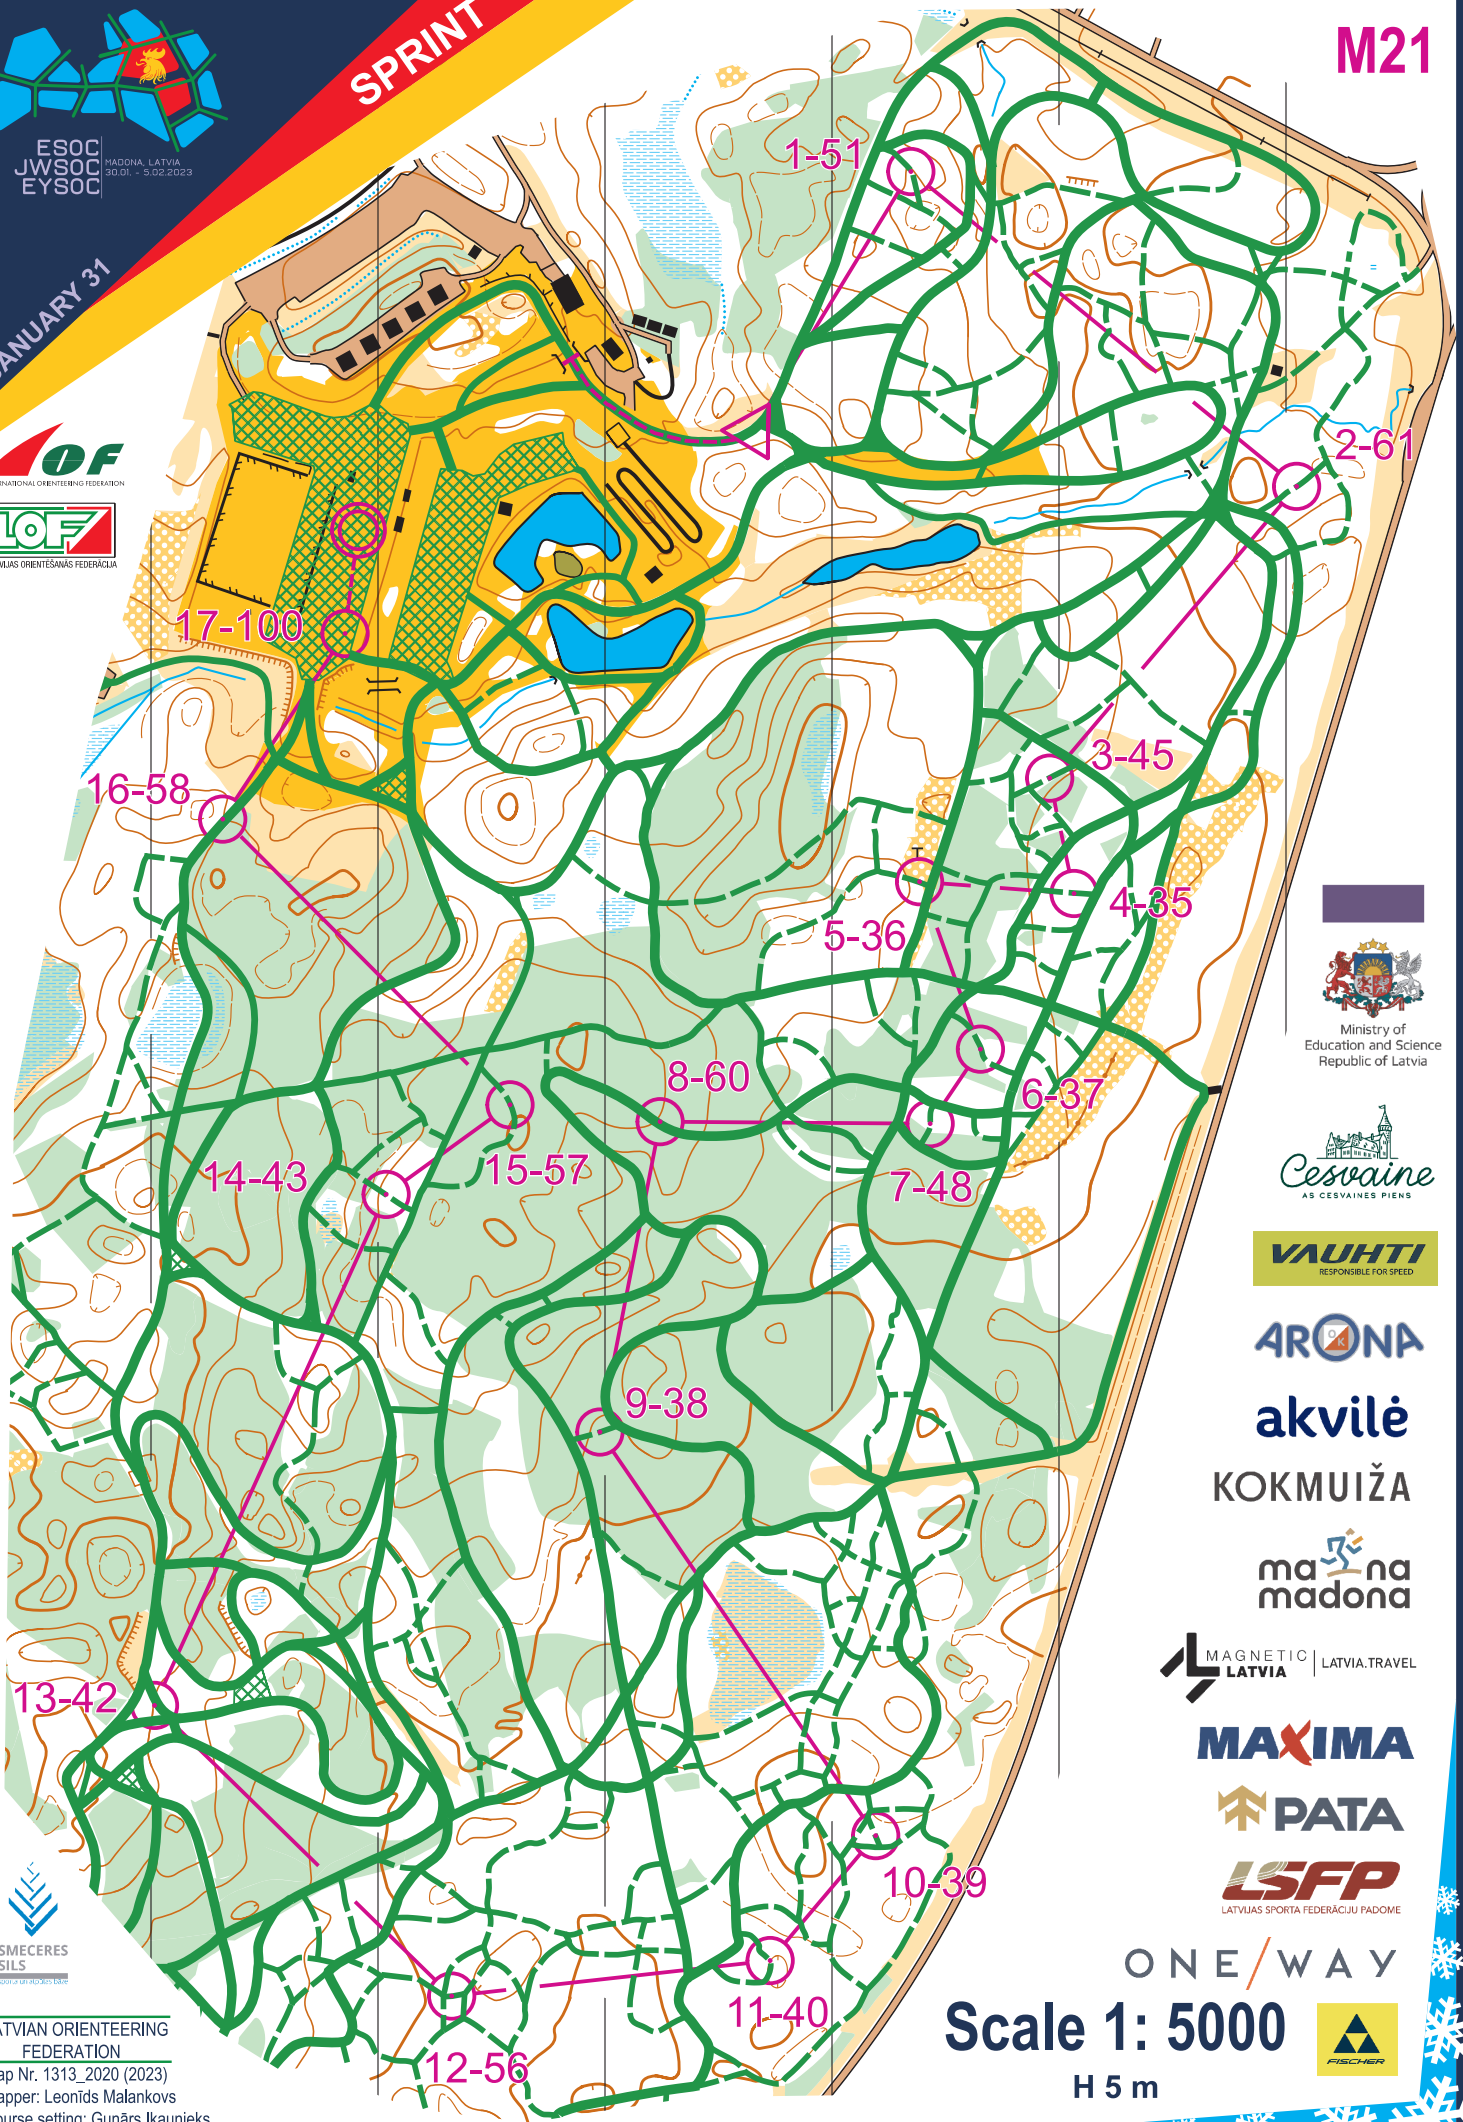 SPRINT
M21
ESOC
JWSOC
EYSOC
MADONA, LATVIA
30.01. - 5.02.2023
JANUARY 31
1-51
2-61
IOF
INTERNATIONAL ORIENTEERING FEDERATION
LOF
LATVIJAS ORIENTĒŠANĀS FEDERĀCIJA
17-100
3-45
16-58
4-35
5-36
Ministry of
Education and Science
Republic of Latvia
8-60
6-37
14-43
15-57
7-48
Cesvaine
AS CESVAINES PIENS
VAUHTI
RESPONSIBLE FOR SPEED
ARONA
9-38
akvilė
KOKMUIŽA
ma na
madona
MAGNETIC
LATVIA
LATVIA.TRAVEL
13-42
MAXIMA
PATA
10-39
LSFP
LATVIJAS SPORTA FEDERĀCIJU PADOME
SMECERES
SILS
ONE/WAY
11-40
Scale 1: 5000
FISCHER
H 5 m
12-56
LATVIAN ORIENTEERING
FEDERATION
Map Nr. 1313_2020 (2023)
Mapper: Leonīds Malankovs
Course setting: Gunārs Ikaunieks